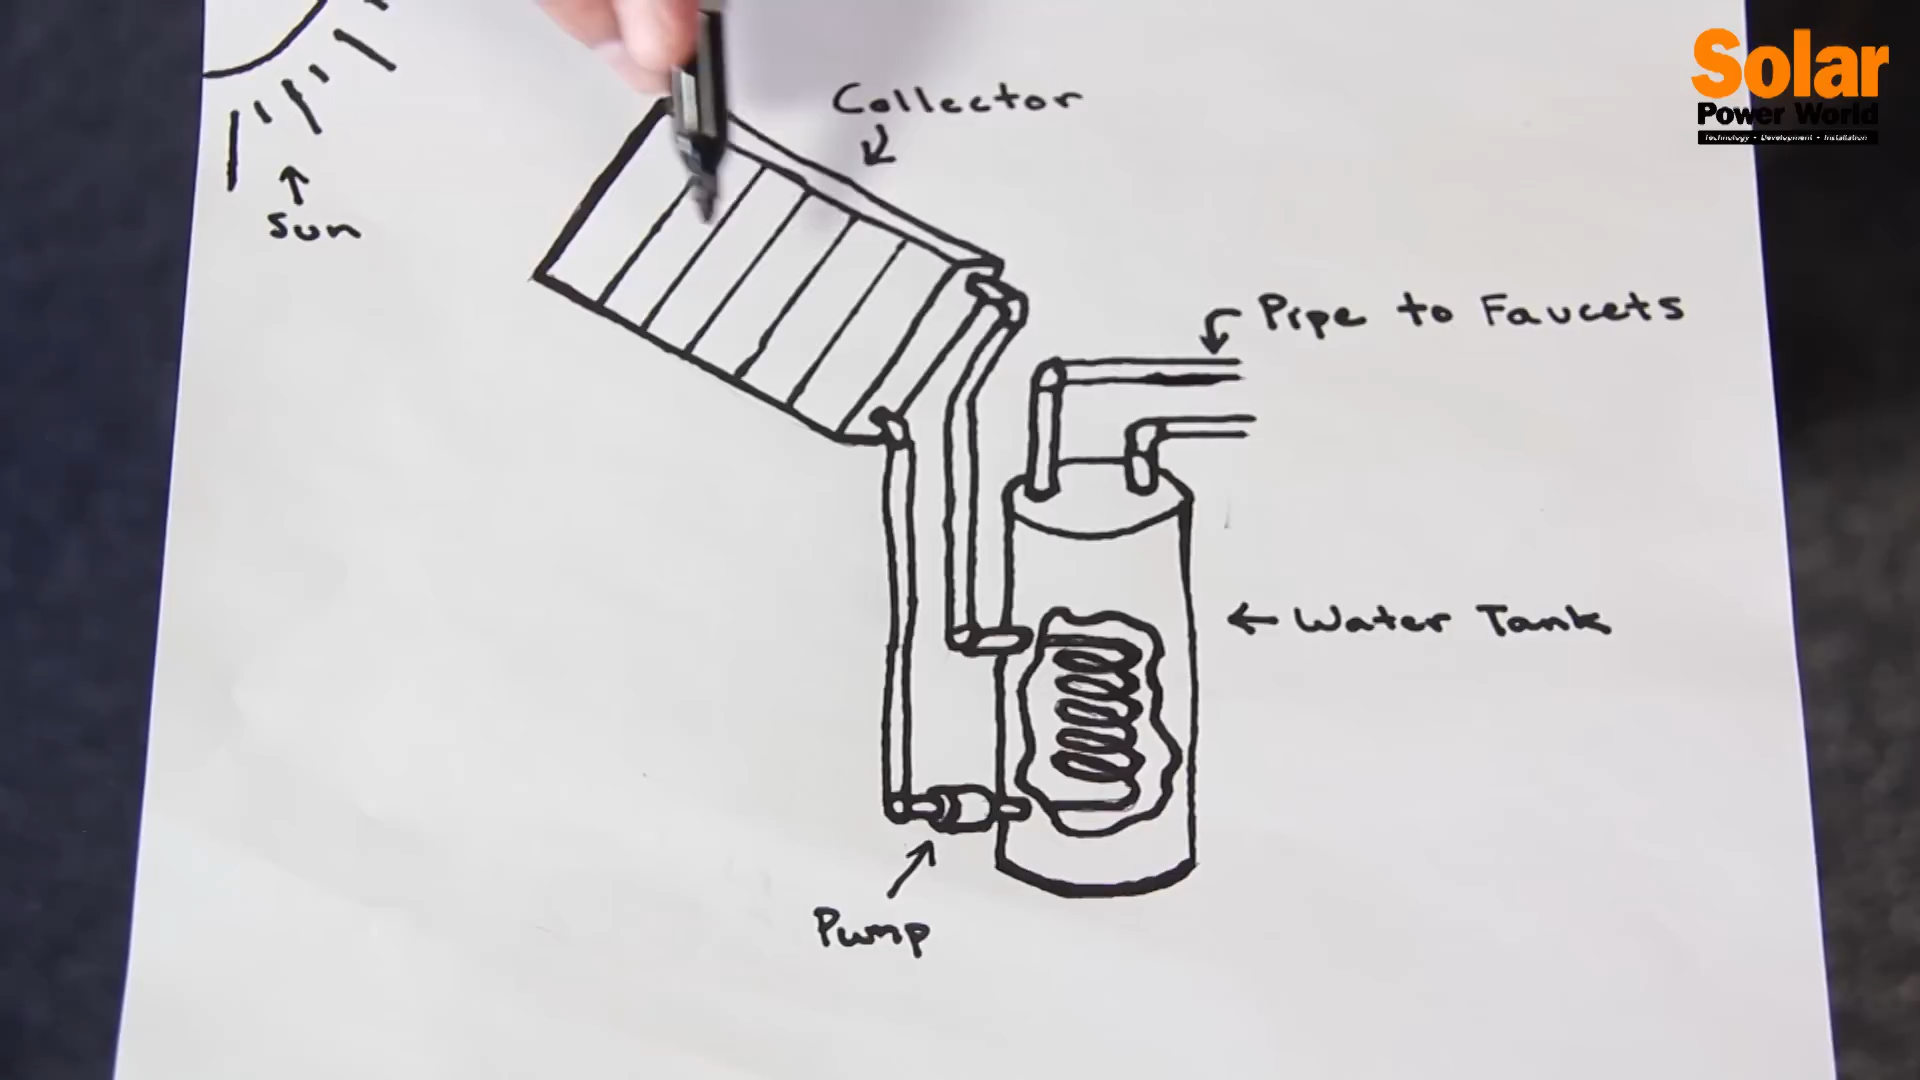 Solar
Power World
Technology • Development • Installation
Collector
Sun
Pipe to Faucets
Water Tank
Pump